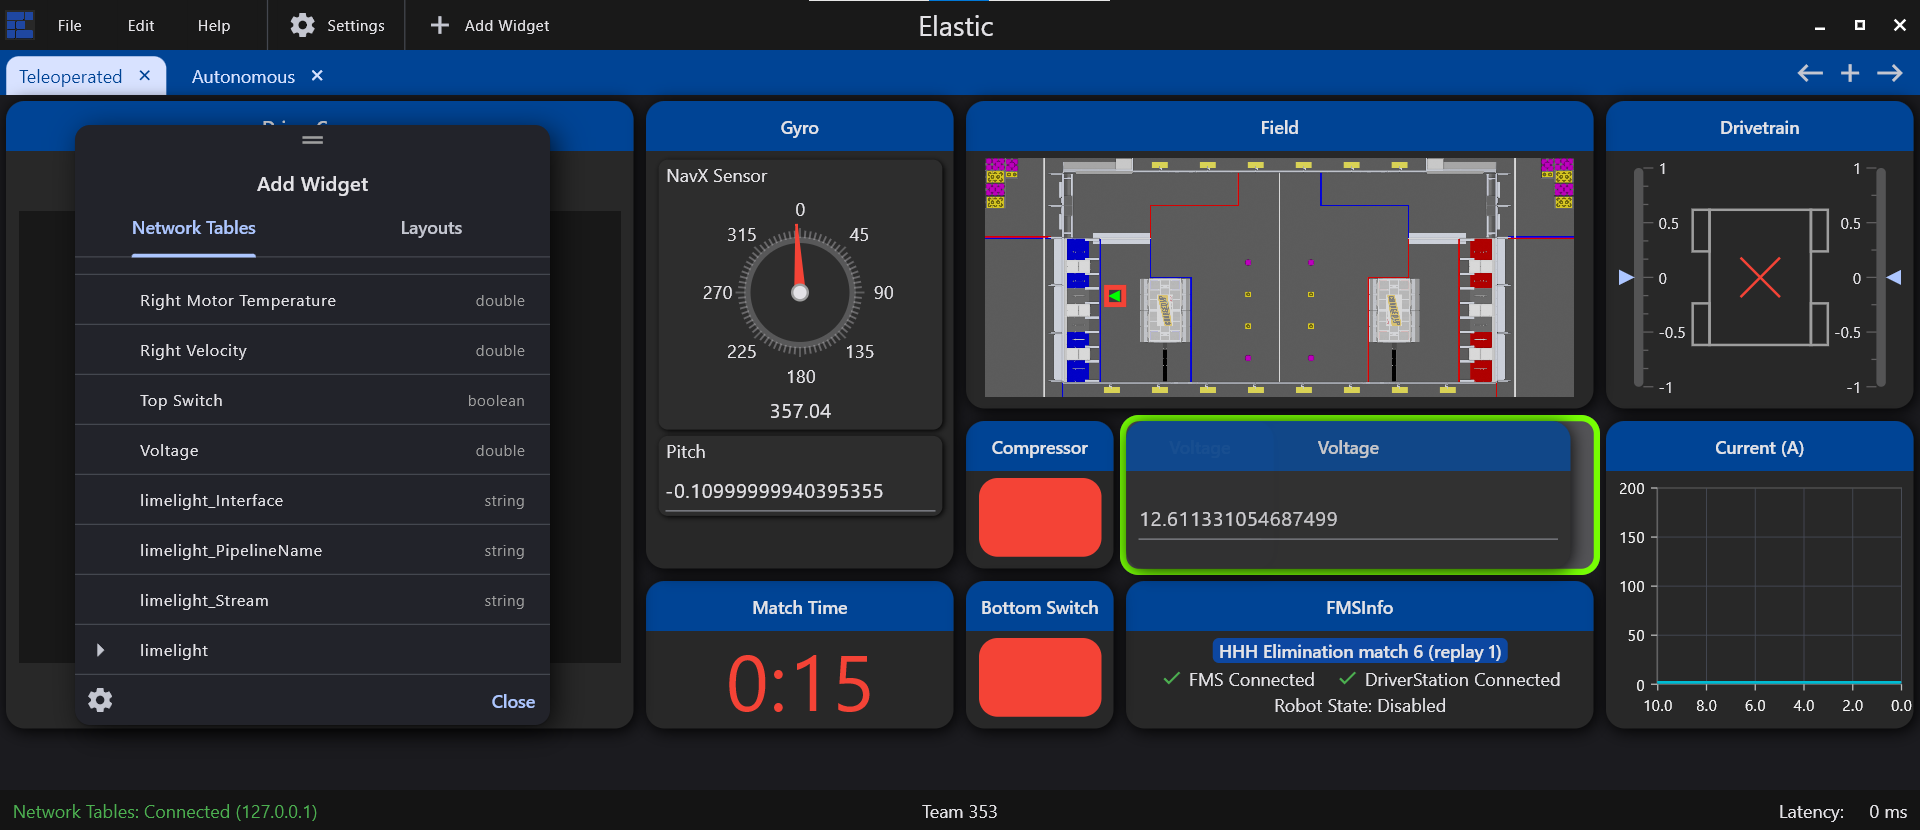 File Edit Help Settings Add Widget Elastic
Teleoperated Autonomous
Add Widget
Network Tables Layouts
Right Motor Temperature double
Right Velocity double
Top Switch boolean
Voltage double
limelight_Interface string
limelight_PipelineName string
limelight_Stream string
limelight
Close
Gyro
NavX Sensor
0
315 45
270 90
225 135
180
357.04
Pitch
-0.10999999940395355
Match Time
0:15
Field
Compressor
Bottom Switch
Voltage Voltage
12.611331054687499
FMSInfo
HHH Elimination match 6 (replay 1)
FMS Connected DriverStation Connected
Robot State: Disabled
Drivetrain
1 1
0.5 0.5
0 0
-0.5 -0.5
-1 -1
Current (A)
200
150
100
50
0
10.0 8.0 6.0 4.0 2.0 0.0
Network Tables: Connected (127.0.0.1) Team 353 Latency: 0 ms